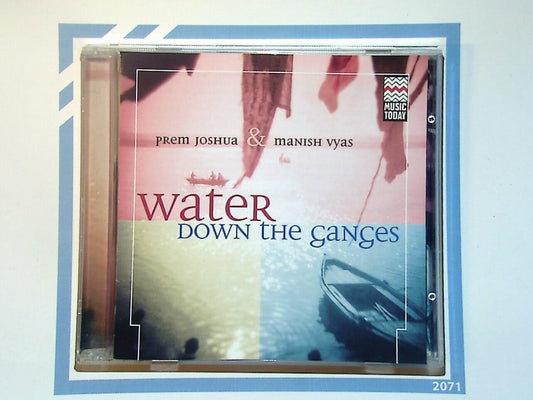 MUSIC
TODAY
PREM JOSHUA & MANISH VYAS
WATER
DOWN THE GANGES
2071